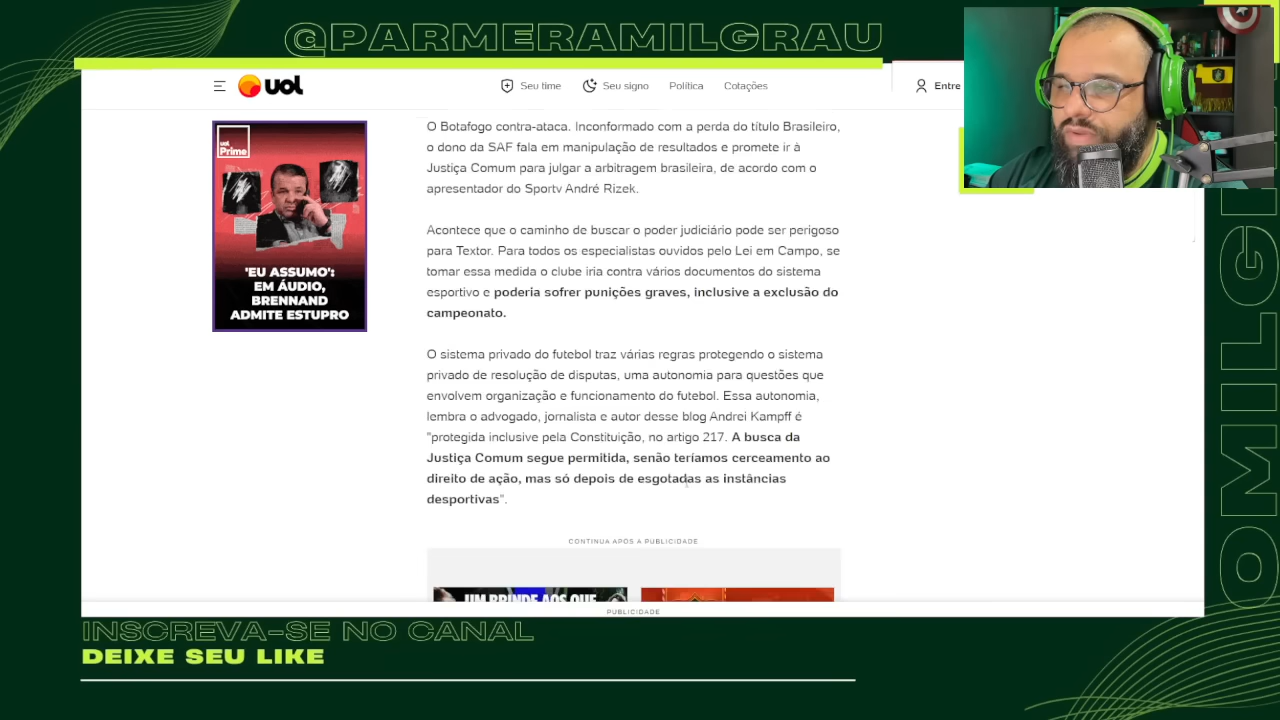 @PARMERAMILGRAU
uol
Seu time
Seu signo
Política
Cotações
Entre
uol
Prime
'EU ASSUMO':
EM ÁUDIO,
BRENNAND
ADMITE ESTUPRO
O Botafogo contra-ataca. Inconformado com a perda do título Brasileiro,
o dono da SAF fala em manipulação de resultados e promete ir à
Justiça Comum para julgar a arbitragem brasileira, de acordo com o
apresentador do Sportv André Rizek.
Acontece que o caminho de buscar o poder judiciário pode ser perigoso
para Textor. Para todos os especialistas ouvidos pelo Lei em Campo, se
tomar essa medida o clube iria contra vários documentos do sistema
esportivo e poderia sofrer punições graves, inclusive a exclusão do
campeonato.
O sistema privado do futebol traz várias regras protegendo o sistema
privado de resolução de disputas, uma autonomia para questões que
envolvem organização e funcionamento do futebol. Essa autonomia,
lembra o advogado, jornalista e autor desse blog Andrei Kampff é
"protegida inclusive pela Constituição, no artigo 217. A busca da
Justiça Comum segue permitida, senão teríamos cerceamento ao
direito de ação, mas só depois de esgotadas as instâncias
desportivas".
CONTINUA APÓS A PUBLICIDADE
UM BRINDE AOS QUE
PUBLICIDADE
INSCREVA-SE NO CANAL
DEIXE SEU LIKE
OMILG